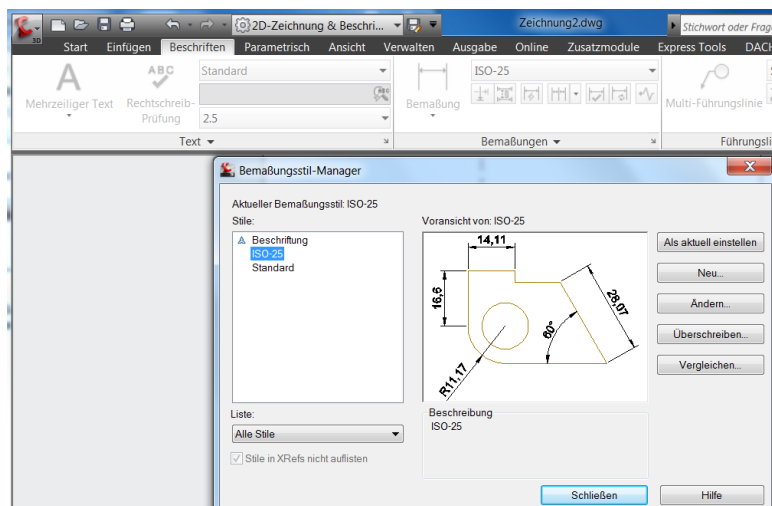 3D
2D-Zeichnung & Beschri...
Zeichnung2.dwg
Stichwort oder Frage
Start Einfügen Beschriften Parametrisch Ansicht Verwalten Ausgabe Online Zusatzmodule Express Tools DACH
A
ABC
Standard
ISO-25
Mehrzeiliger Text
Rechtschreib-
Prüfung
2.5
Bemaßung
Multi-Führungslinie
Text
Bemaßungen
Führungsli
Bemaßungsstil-Manager
Aktueller Bemaßungsstil: ISO-25
Stile:
Beschriftung
ISO-25
Standard
Voransicht von: ISO-25
14,11
16,6
28,07
60°
R11,17
Als aktuell einstellen
Neu...
Ändern...
Überschreiben...
Vergleichen...
Liste:
Alle Stile
Stile in XRefs nicht auflisten
Beschreibung
ISO-25
Schließen
Hilfe